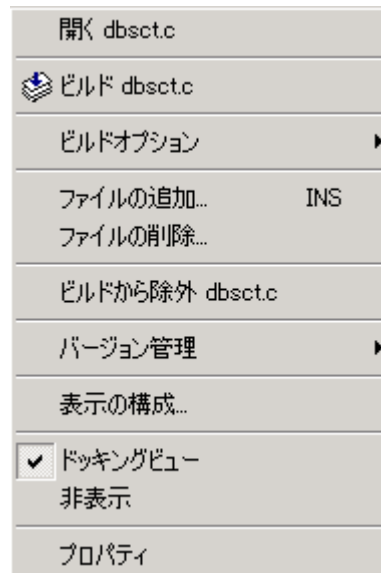 開く dbsct.c
ビルド dbsct.c
ビルドオプション
ファイルの追加... INS
ファイルの削除...
ビルドから除外 dbsct.c
バージョン管理
表示の構成...
ドッキングビュー
非表示
プロパティ